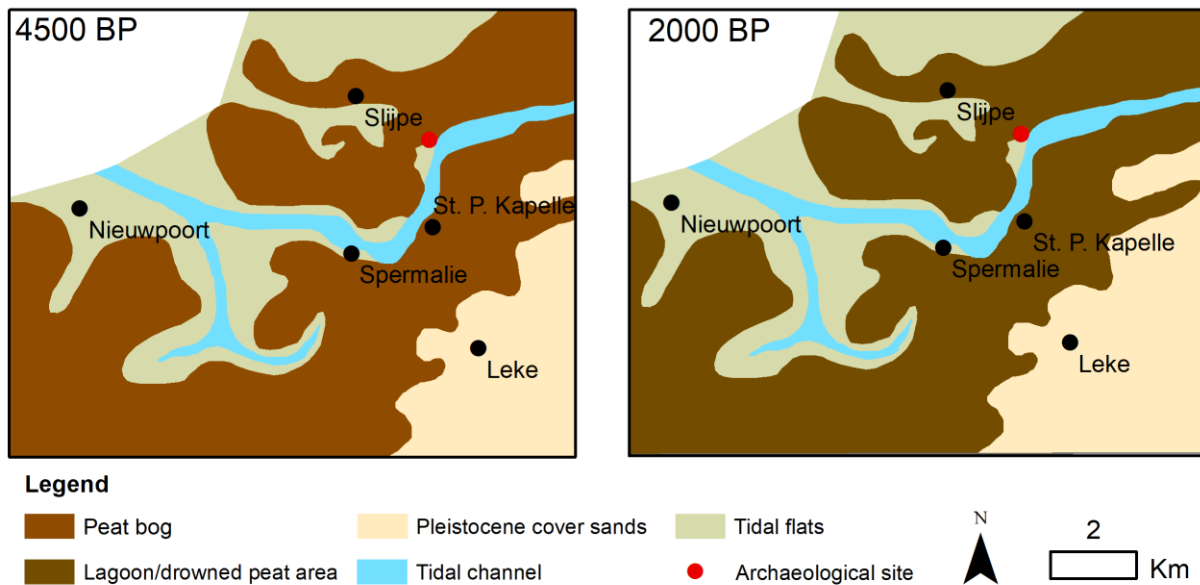 4500 BP
Slijpe
St. P. Kapelle
Nieuwpoort
Spermalie
Leke
2000 BP
Slijpe
Nieuwpoort
St. P. Kapelle
Spermalie
Leke
Legend
Peat bog
Pleistocene cover sands
Tidal flats
Lagoon/drowned peat area
Tidal channel
Archaeological site
N
2
Km